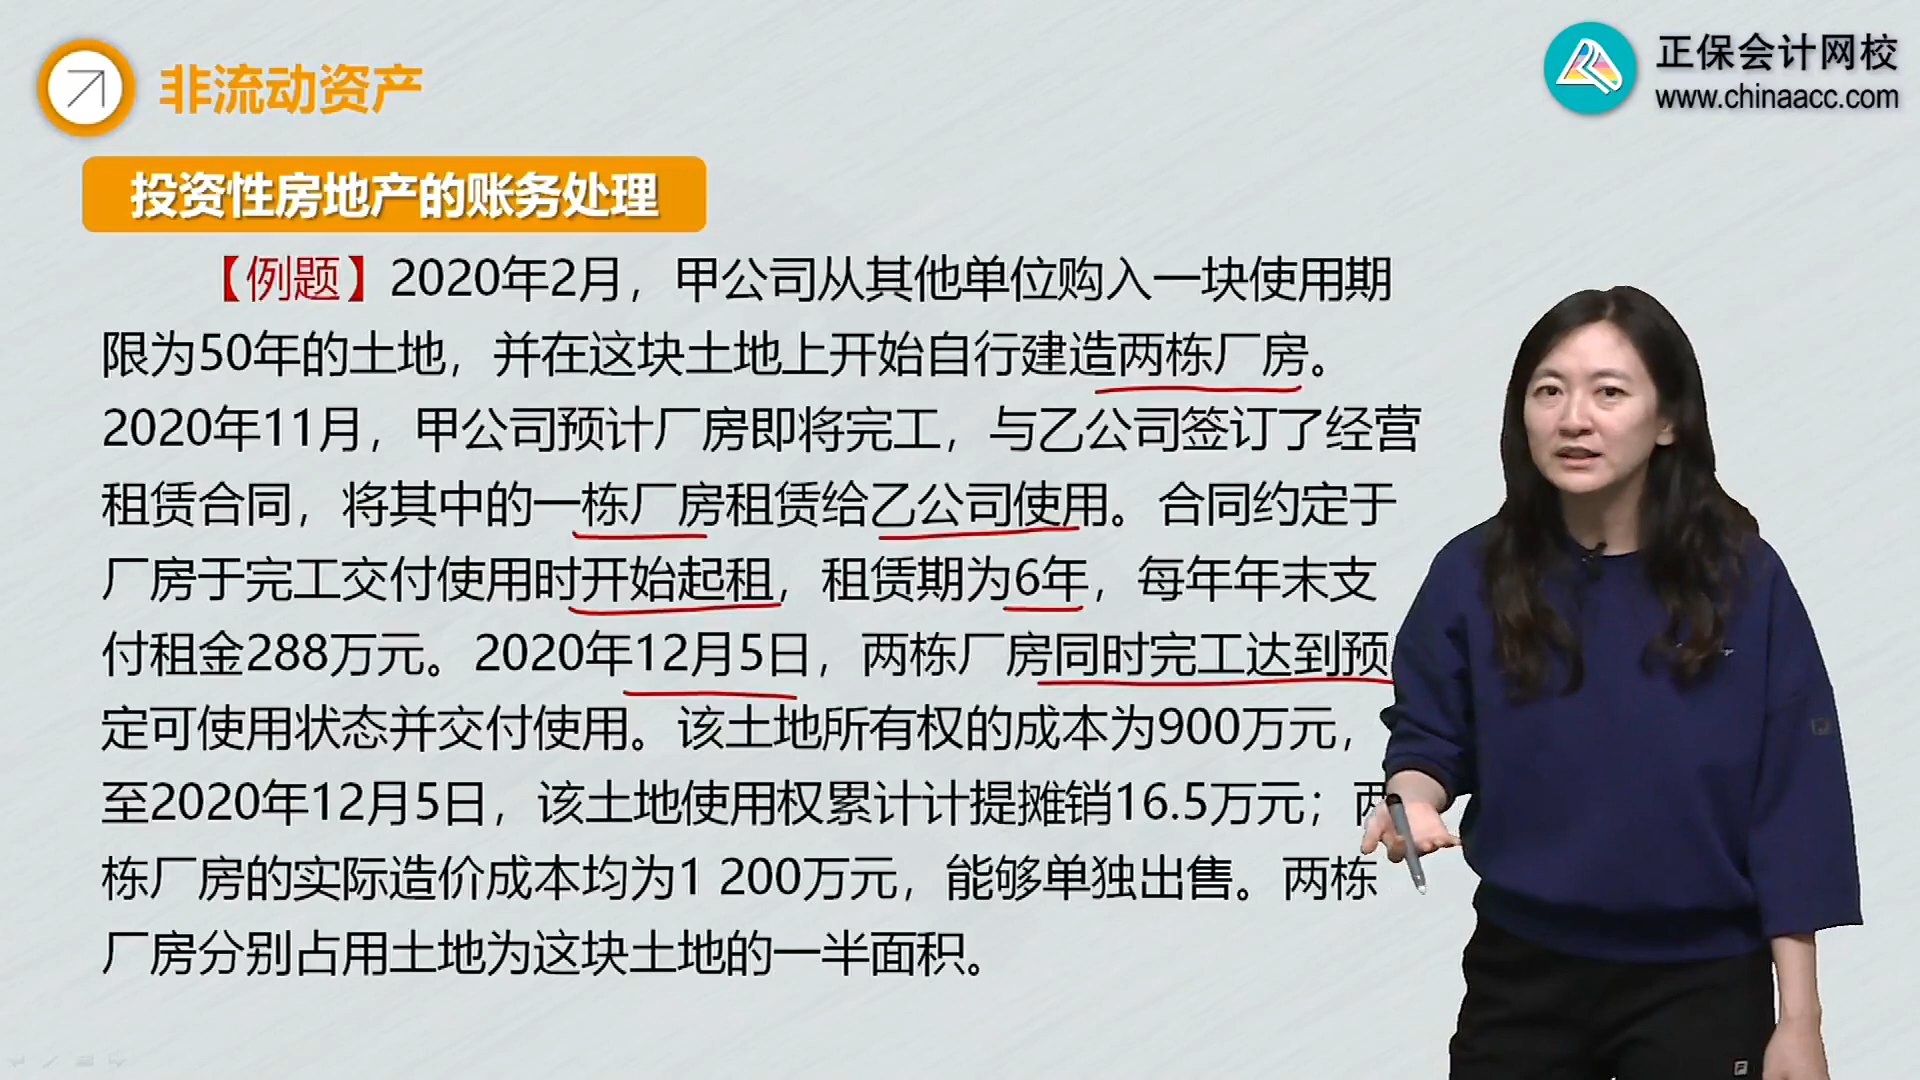 非流动资产
正保会计网校
www.chinaacc.com
投资性房地产的账务处理
【例题】2020年2月，甲公司从其他单位购入一块使用期
限为50年的土地，并在这块土地上开始自行建造两栋厂房。
2020年11月，甲公司预计厂房即将完工，与乙公司签订了经营
租赁合同，将其中的一栋厂房租赁给乙公司使用。合同约定于
厂房于完工交付使用时开始起租，租赁期为6年，每年年末支
付租金288万元。2020年12月5日，两栋厂房同时完工达到预
定可使用状态并交付使用。该土地所有权的成本为900万元，
至2020年12月5日，该土地使用权累计计提摊销16.5万元；两
栋厂房的实际造价成本均为1 200万元，能够单独出售。两栋
厂房分别占用土地为这块土地的一半面积。